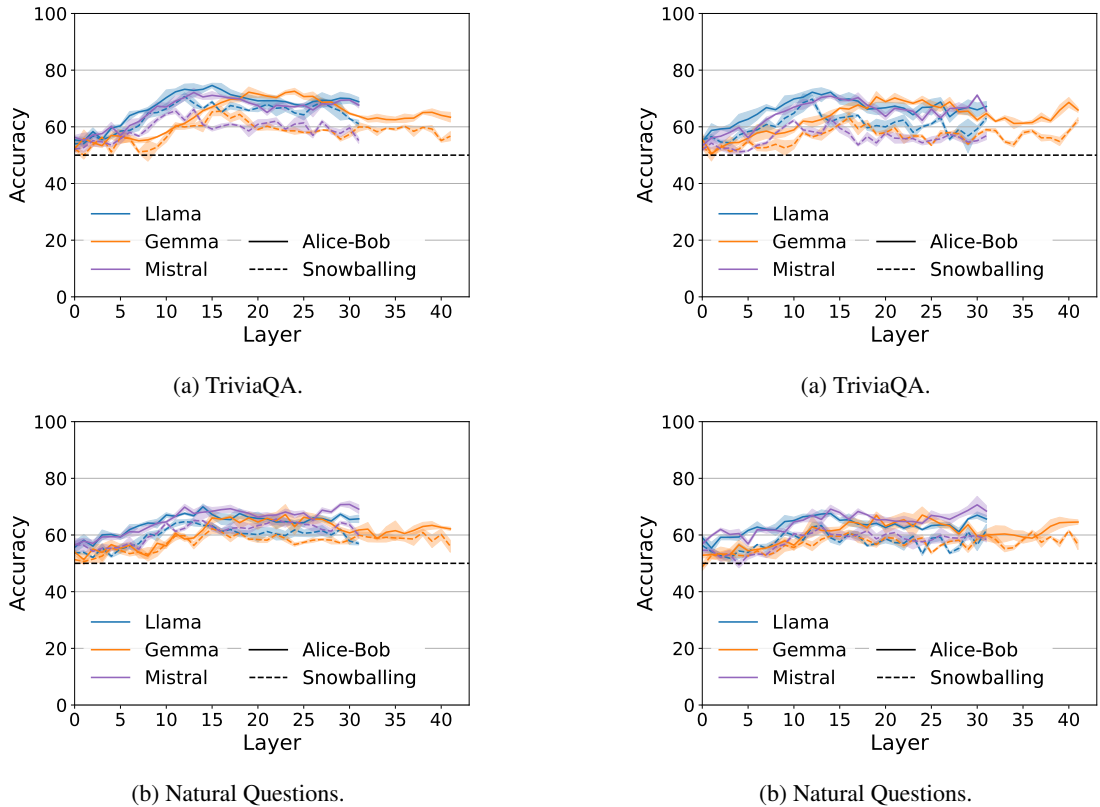 100
80
60
40
20
0
Accuracy
Llama
Gemma
Mistral
Alice-Bob
Snowballing
0 5 10 15 20 25 30 35 40
Layer
(a) TriviaQA.
100
80
60
40
20
0
Accuracy
Llama
Gemma
Mistral
Alice-Bob
Snowballing
0 5 10 15 20 25 30 35 40
Layer
(a) TriviaQA.
100
80
60
40
20
0
Accuracy
Llama
Gemma
Mistral
Alice-Bob
Snowballing
0 5 10 15 20 25 30 35 40
Layer
(b) Natural Questions.
100
80
60
40
20
0
Accuracy
Llama
Gemma
Mistral
Alice-Bob
Snowballing
0 5 10 15 20 25 30 35 40
Layer
(b) Natural Questions.